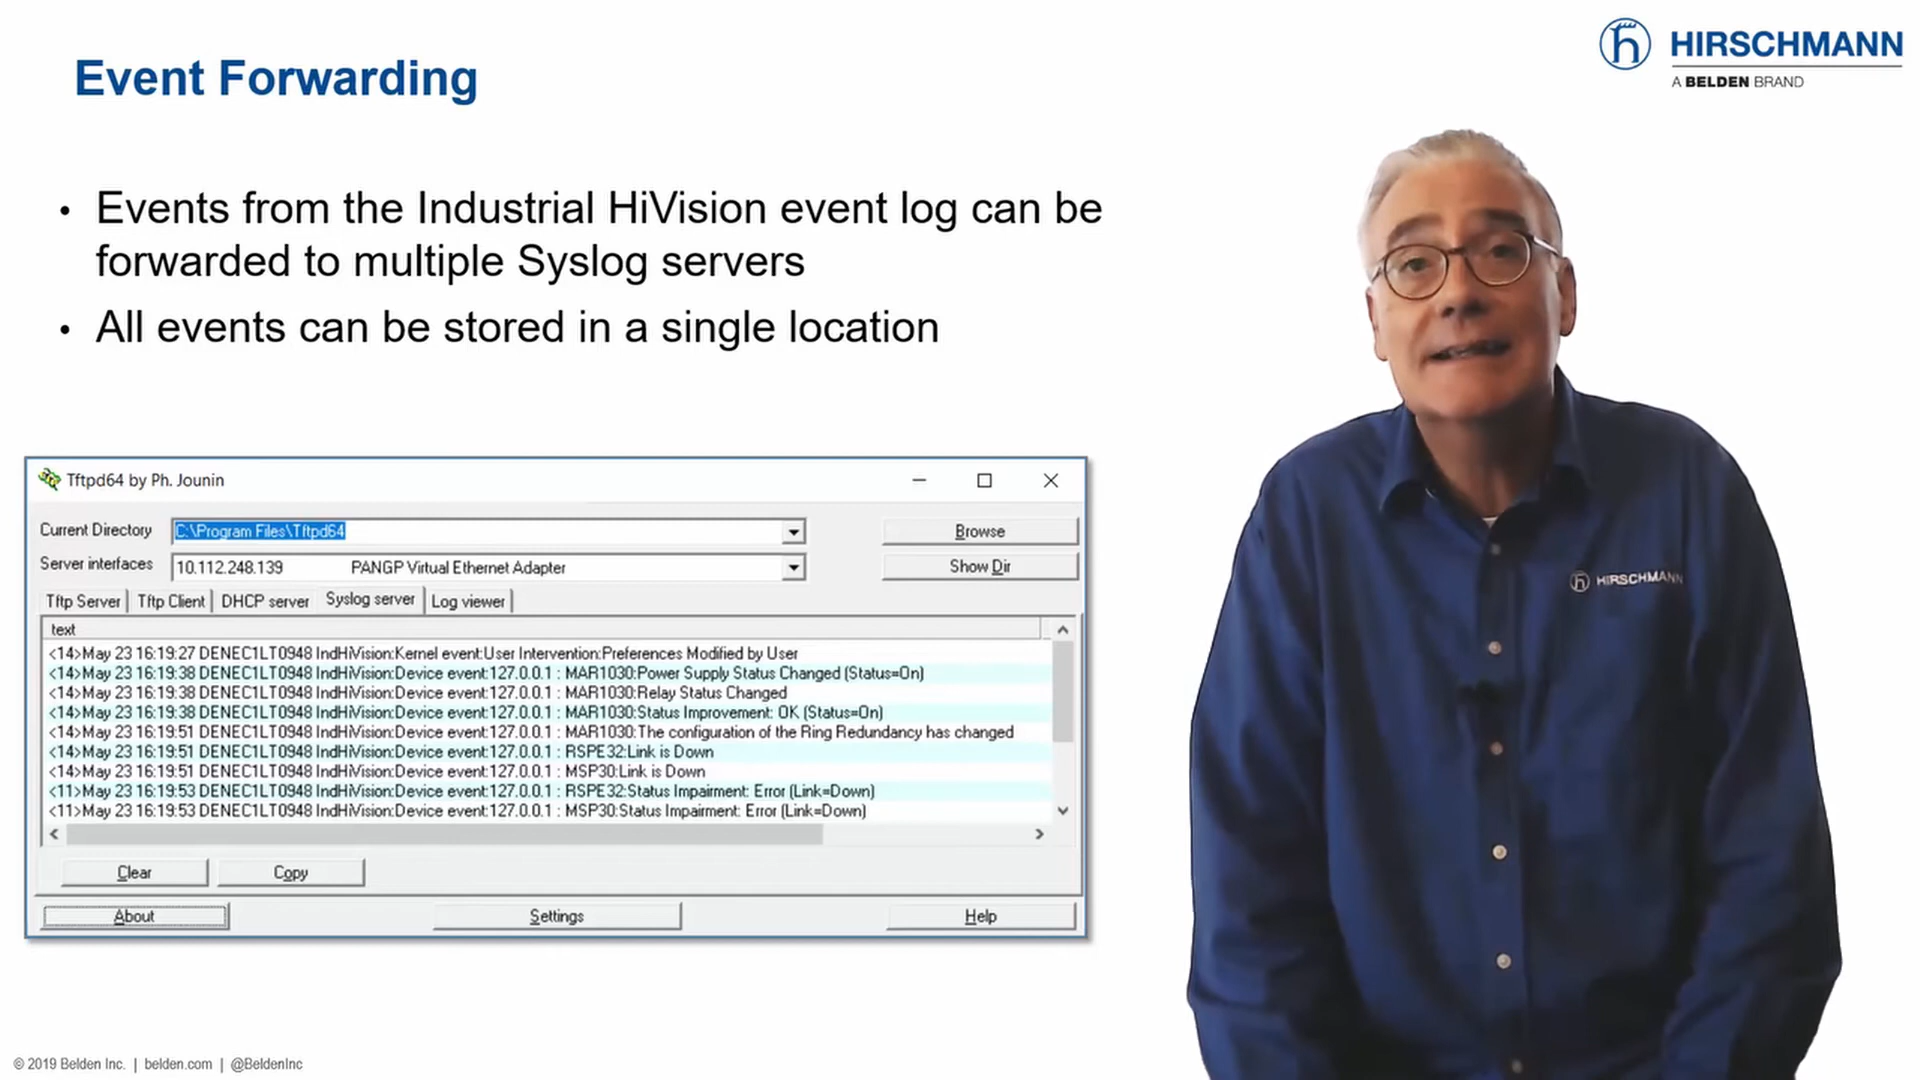 Event Forwarding
HIRSCHMANN
A BELDEN BRAND
• Events from the Industrial HiVision event log can be
forwarded to multiple Syslog servers
• All events can be stored in a single location
Tftpd64 by Ph. Jounin
Current Directory C:\Program Files\Tftpd64 Browse
Server interfaces 10.112.248.139 PANGP Virtual Ethernet Adapter Show Dir
Tftp Server Tftp Client DHCP server Syslog server Log viewer
text
<14>May 23 16:19:27 DENEC1LT0948 IndHiVision:Kernel event:User Intervention:Preferences Modified by User
<14>May 23 16:19:38 DENEC1LT0948 IndHiVision:Device event:127.0.0.1 : MAR1030:Power Supply Status Changed (Status=On)
<14>May 23 16:19:38 DENEC1LT0948 IndHiVision:Device event:127.0.0.1 : MAR1030:Relay Status Changed
<14>May 23 16:19:38 DENEC1LT0948 IndHiVision:Device event:127.0.0.1 : MAR1030:Status Improvement: OK (Status=On)
<14>May 23 16:19:51 DENEC1LT0948 IndHiVision:Device event:127.0.0.1 : MAR1030:The configuration of the Ring Redundancy has changed
<14>May 23 16:19:51 DENEC1LT0948 IndHiVision:Device event:127.0.0.1 : RSPE32:Link is Down
<14>May 23 16:19:51 DENEC1LT0948 IndHiVision:Device event:127.0.0.1 : MSP30:Link is Down
<11>May 23 16:19:53 DENEC1LT0948 IndHiVision:Device event:127.0.0.1 : RSPE32:Status Impairment: Error (Link=Down)
<11>May 23 16:19:53 DENEC1LT0948 IndHiVision:Device event:127.0.0.1 : MSP30:Status Impairment: Error (Link=Down)
Clear Copy
About Settings Help
HIRSCHMANN
© 2019 Belden Inc. | belden.com | @BeldenInc